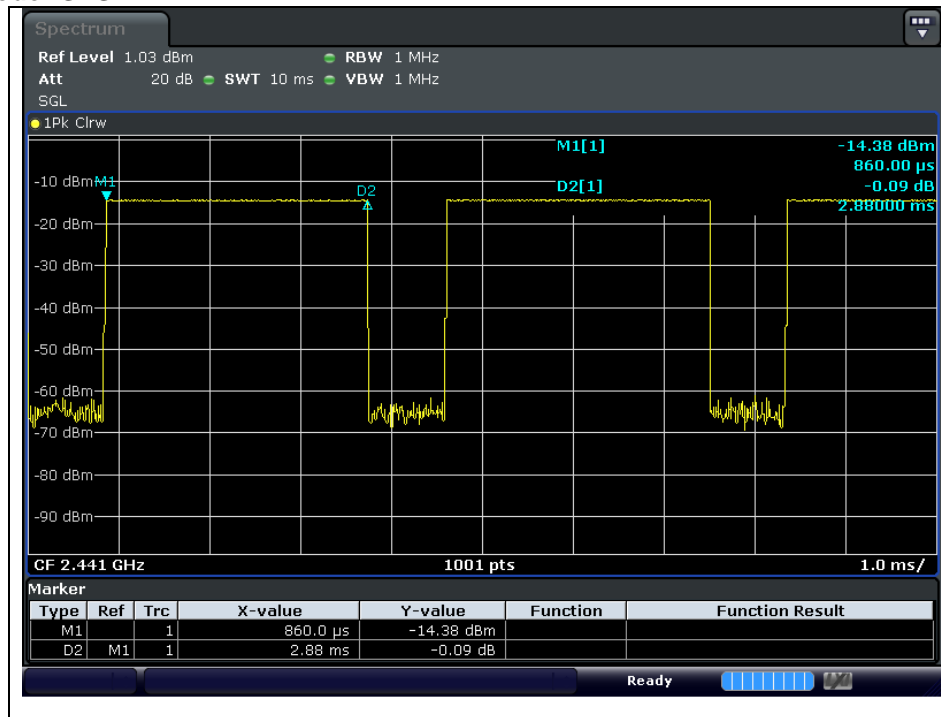 Spectrum
Ref Level 1.03 dBm RBW 1 MHz
Att 20 dB SWT 10 ms VBW 1 MHz
SGL
1Pk Clrw
M1[1] -14.38 dBm
860.00 µs
D2[1] -0.09 dB
2.88000 ms
M1
D2
-10 dBm
-20 dBm
-30 dBm
-40 dBm
-50 dBm
-60 dBm
-70 dBm
-80 dBm
-90 dBm
CF 2.441 GHz 1001 pts 1.0 ms/
Marker
Type Ref Trc X-value Y-value Function Function Result
M1 1 860.0 µs -14.38 dBm
D2 M1 1 2.88 ms -0.09 dB
Ready